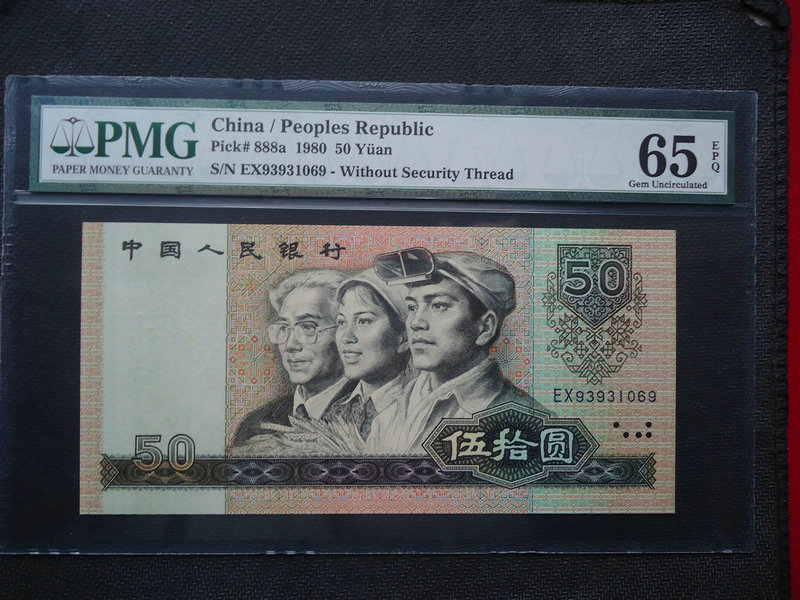 PMG
PAPER MONEY GUARANTY
China / Peoples Republic
Pick# 888a 1980 50 Yüan
S/N EX93931069 - Without Security Thread
65
EPQ
Gem Uncirculated
中国人民银行
50
EX93931069
50
伍拾圆